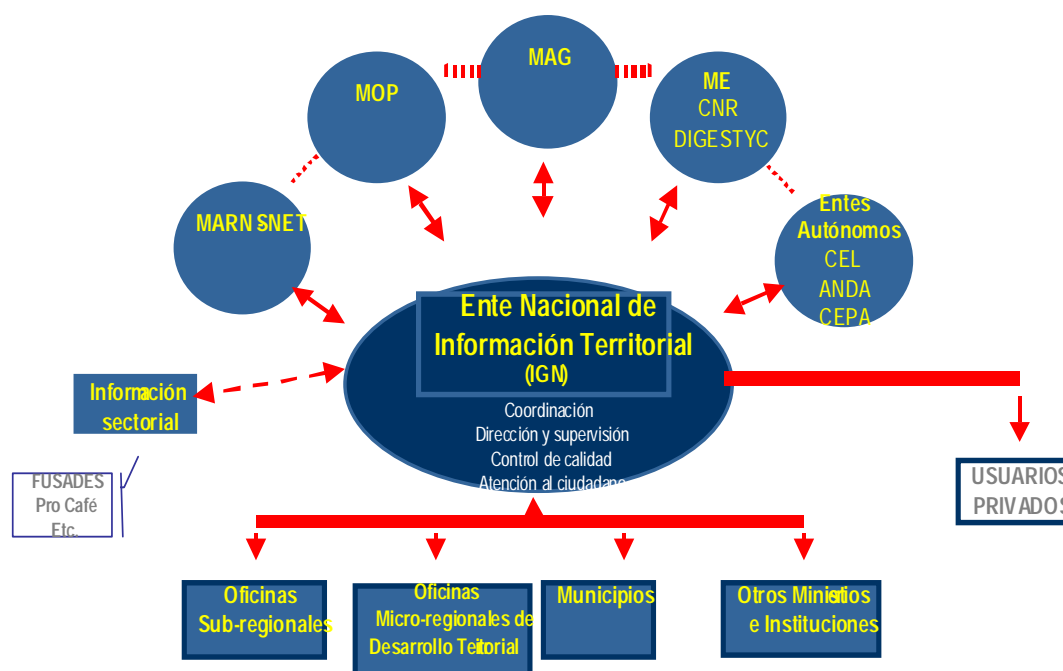 MAG
MOP
ME
CNR
DIGESTYC
MARN SNET
Entes
Autónomos
CEL
ANDA
CEPA
Ente Nacional de
Información Territorial
(IGN)
Coordinación
Dirección y supervisión
Control de calidad
Atención al ciudadano
Información
sectorial
FUSADES
Pro Café
Etc.
USUARIOS
PRIVADOS
Oficinas
Sub-regionales
Oficinas
Micro-regionales de
Desarrollo Teitorial
Municipios
Otros Ministerios
e Instituciones